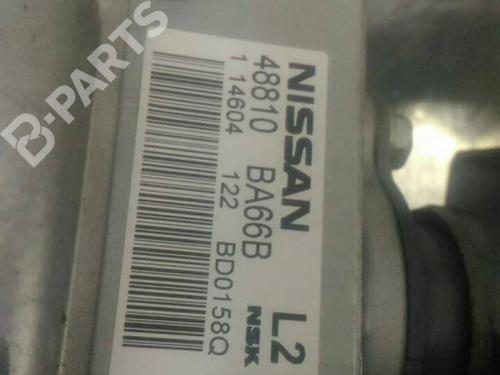 NISSAN
48810 BA66B L2
1 14604 122 BD0158Q NSK
B-PARTS